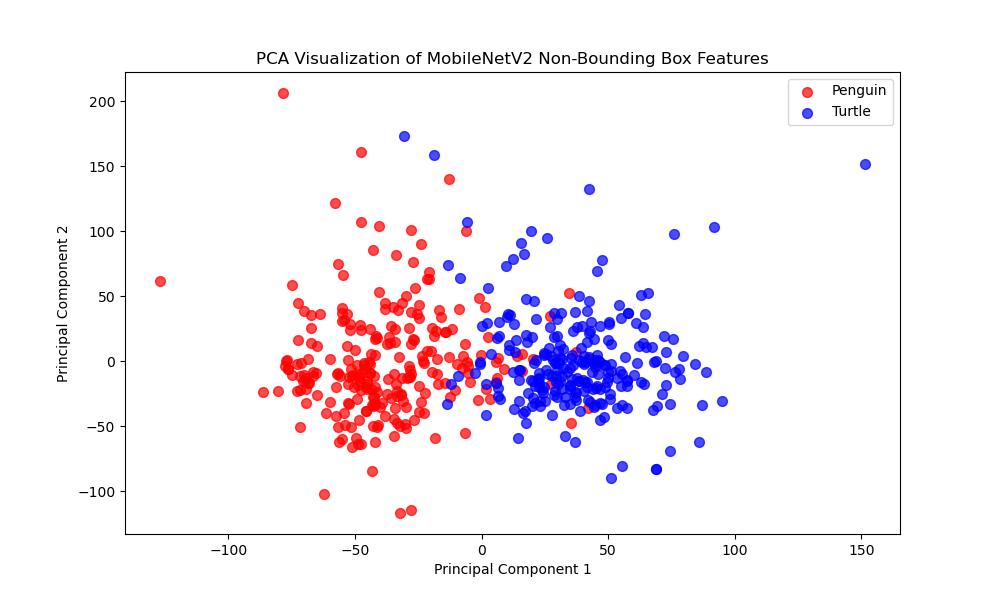 PCA Visualization of MobileNetV2 Non-Bounding Box Features
Penguin
Turtle
Principal Component 2
200
150
100
50
0
−50
−100
−100
−50
0
50
100
150
Principal Component 1